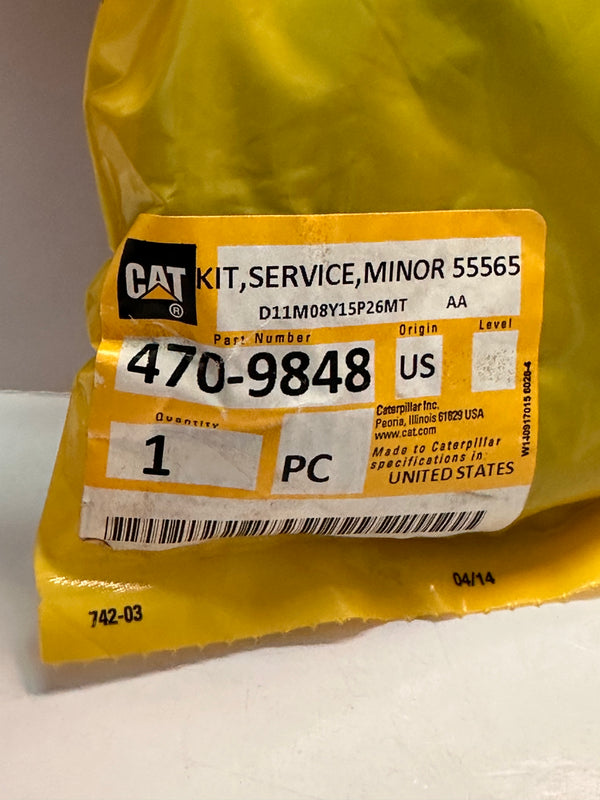 CAT
®
KIT,SERVICE,MINOR 55565
D11M08Y15P26MT AA
Part Number
Origin
Level
470-9848
US
Quantity
1
PC
Caterpillar Inc.
Peoria, Illinois 61629 USA
www.cat.com
Made to Caterpillar
specifications in:
UNITED STATES
W140917015 6028-4
742-03
04/14